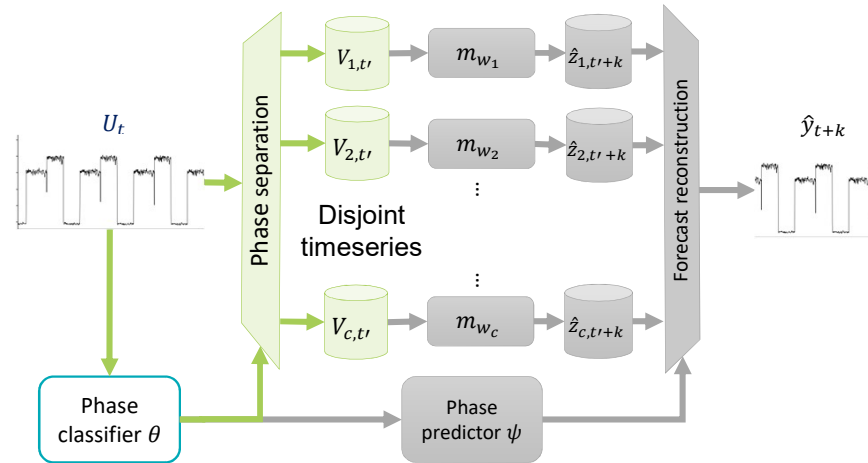 U_t
Phase separation
V_{1,t′}
m_{w_1}
ẑ_{1,t′+k}
V_{2,t′}
m_{w_2}
ẑ_{2,t′+k}
...
Disjoint
timeseries
...
V_{c,t′}
m_{w_c}
ẑ_{c,t′+k}
Forecast reconstruction
ŷ_{t+k}
Phase
classifier θ
Phase
predictor ψ